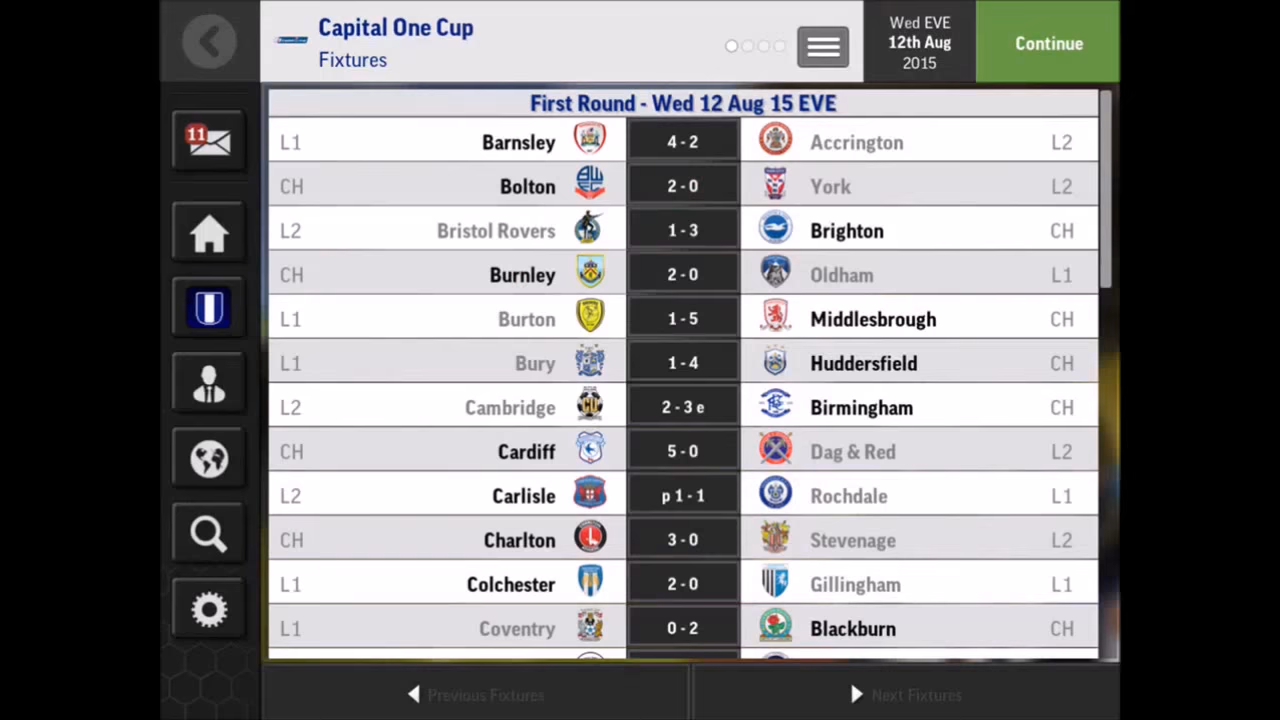 Capital One Cup
Fixtures
Wed EVE
12th Aug
2015
Continue
11
First Round - Wed 12 Aug 15 EVE
L1 Barnsley 4 - 2 Accrington L2
CH Bolton 2 - 0 York L2
L2 Bristol Rovers 1 - 3 Brighton CH
CH Burnley 2 - 0 Oldham L1
L1 Burton 1 - 5 Middlesbrough CH
L1 Bury 1 - 4 Huddersfield CH
L2 Cambridge 2 - 3 e Birmingham CH
CH Cardiff 5 - 0 Dag & Red L2
L2 Carlisle p 1 - 1 Rochdale L1
CH Charlton 3 - 0 Stevenage L2
L1 Colchester 2 - 0 Gillingham L1
L1 Coventry 0 - 2 Blackburn CH
Previous Fixtures
Next Fixtures